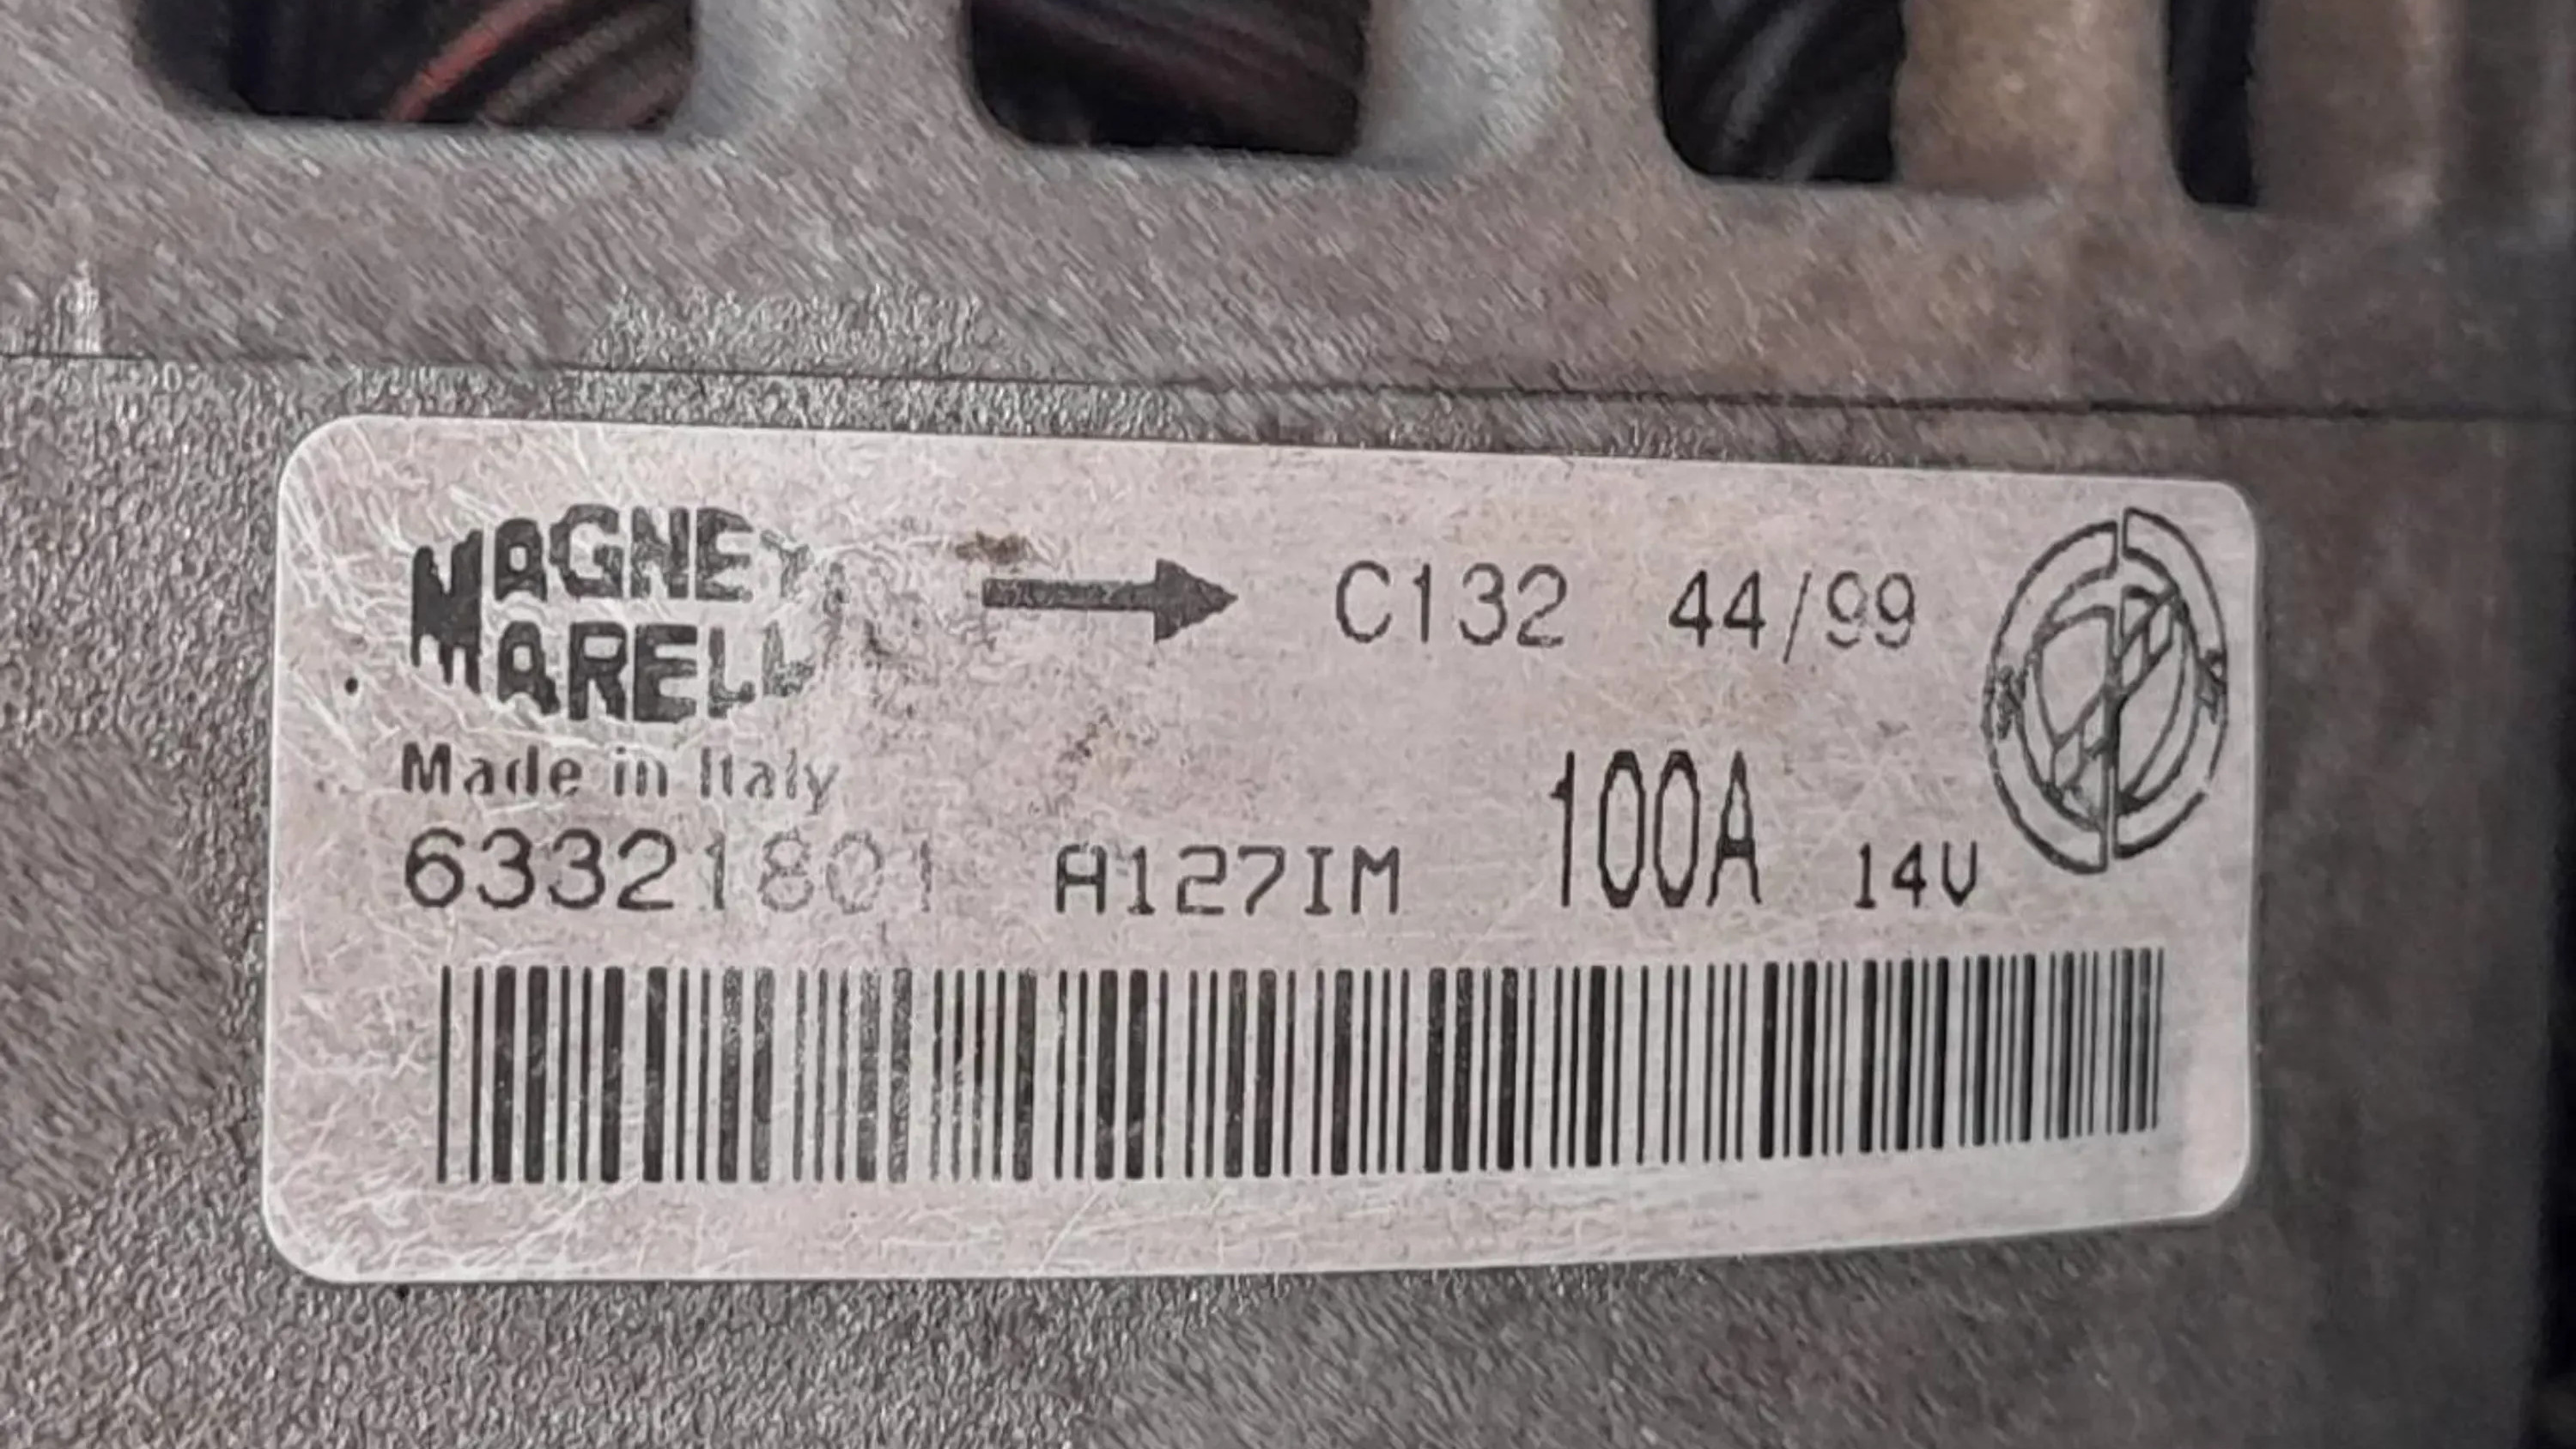 MAGNETI
MARELLI
→ C132 44/99
Made in Italy
63321801 A127IM 100A 14V